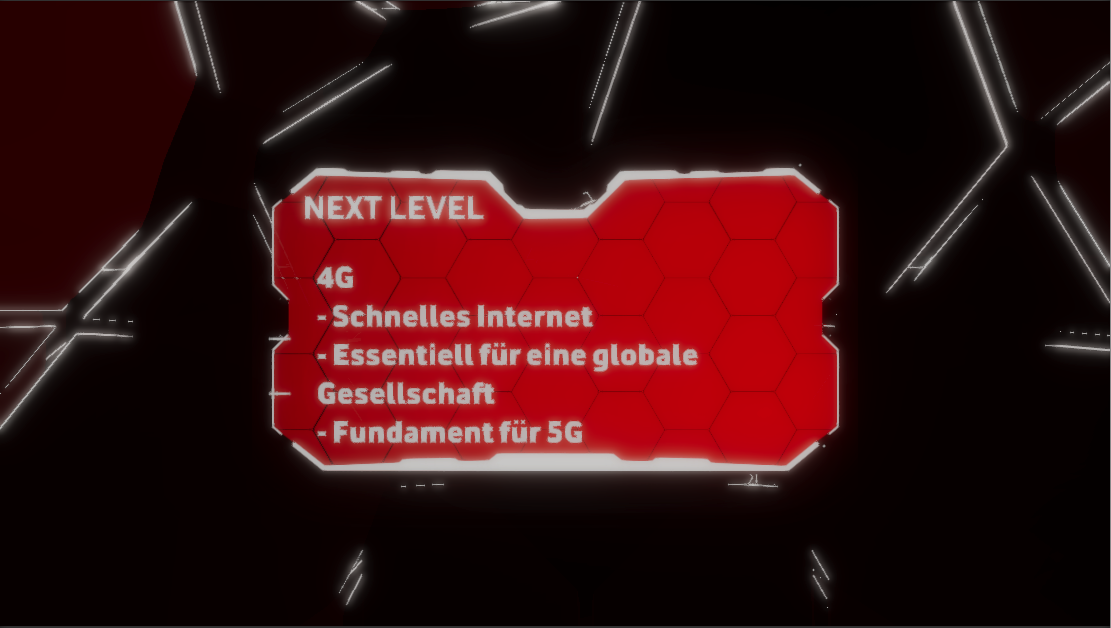 NEXT LEVEL
4G
- Schnelles Internet
- Essentiell für eine globale
Gesellschaft
- Fundament für 5G